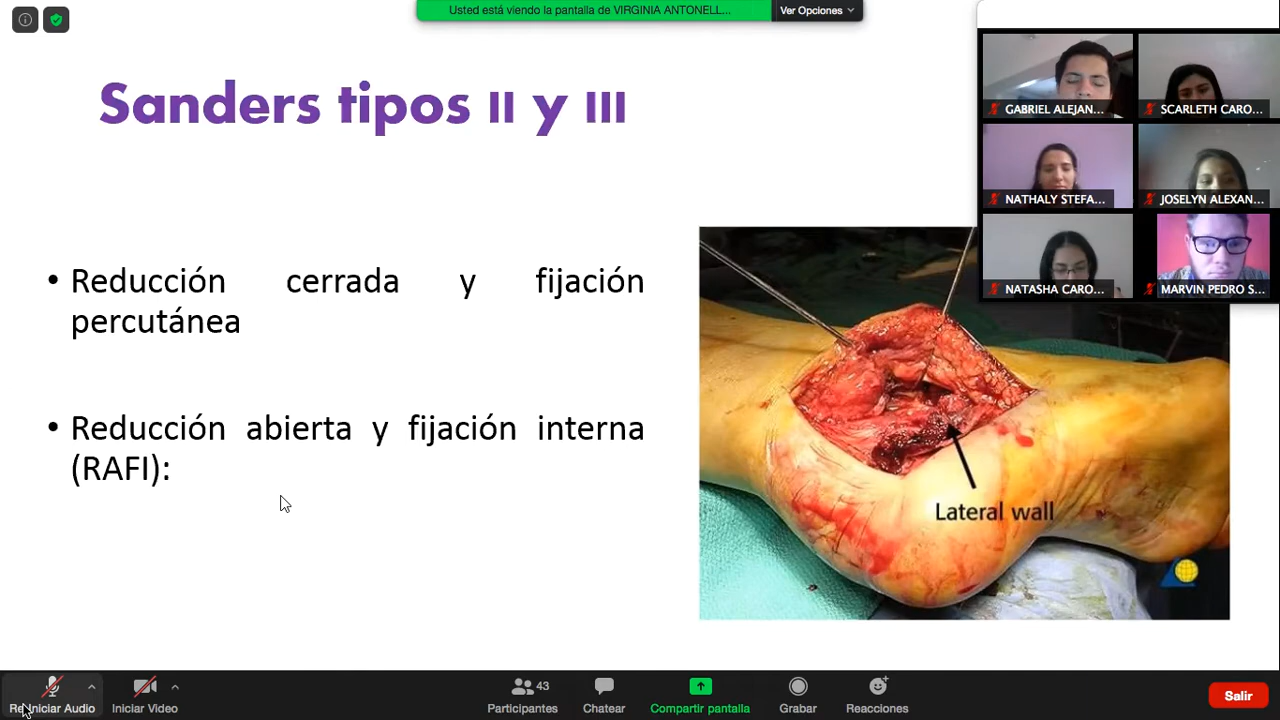 Usted está viendo la pantalla de VIRGINIA ANTONELL...
Ver Opciones
Sanders tipos II y III
GABRIEL ALEJAN...
SCARLETH CARO...
NATHALY STEFA...
JOSELYN ALEXAN...
NATASHA CARO...
MARVIN PEDRO S...
• Reducción cerrada y fijación
percutánea
• Reducción abierta y fijación interna
(RAFI):
Lateral wall
Iniciar Audio
Iniciar Video
43
Participantes
Chatear
Compartir pantalla
Grabar
Reacciones
Salir